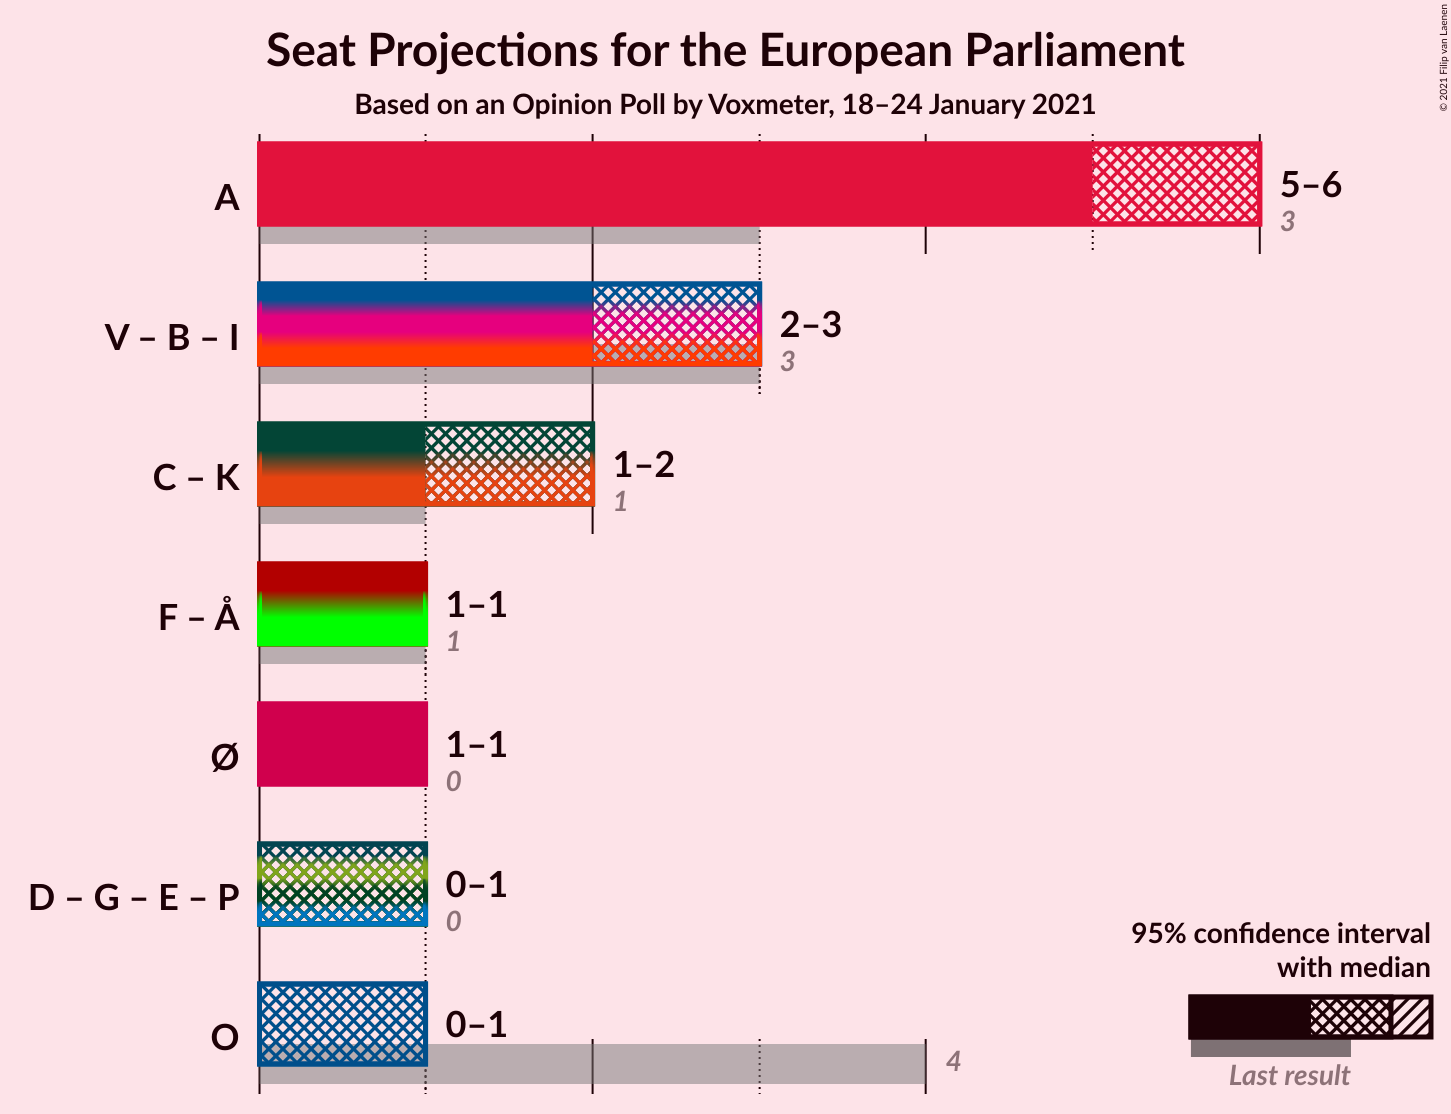 Seat Projections for the European Parliament
Based on an Opinion Poll by Voxmeter, 18–24 January 2021
© 2021 Filip van Laenen
A
5–6
3
V – B – I
2–3
3
C – K
1–2
1
F – Å
1–1
1
Ø
1–1
0
D – G – E – P
0–1
0
O
0–1
4
95% confidence interval
with median
Last result